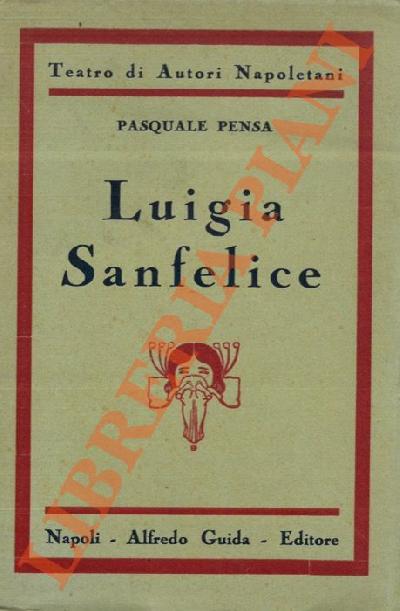 Teatro di Autori Napoletani
PASQUALE PENSA
Luigia
Sanfelice
Napoli - Alfredo Guida - Editore
LIBRERIA PIANI